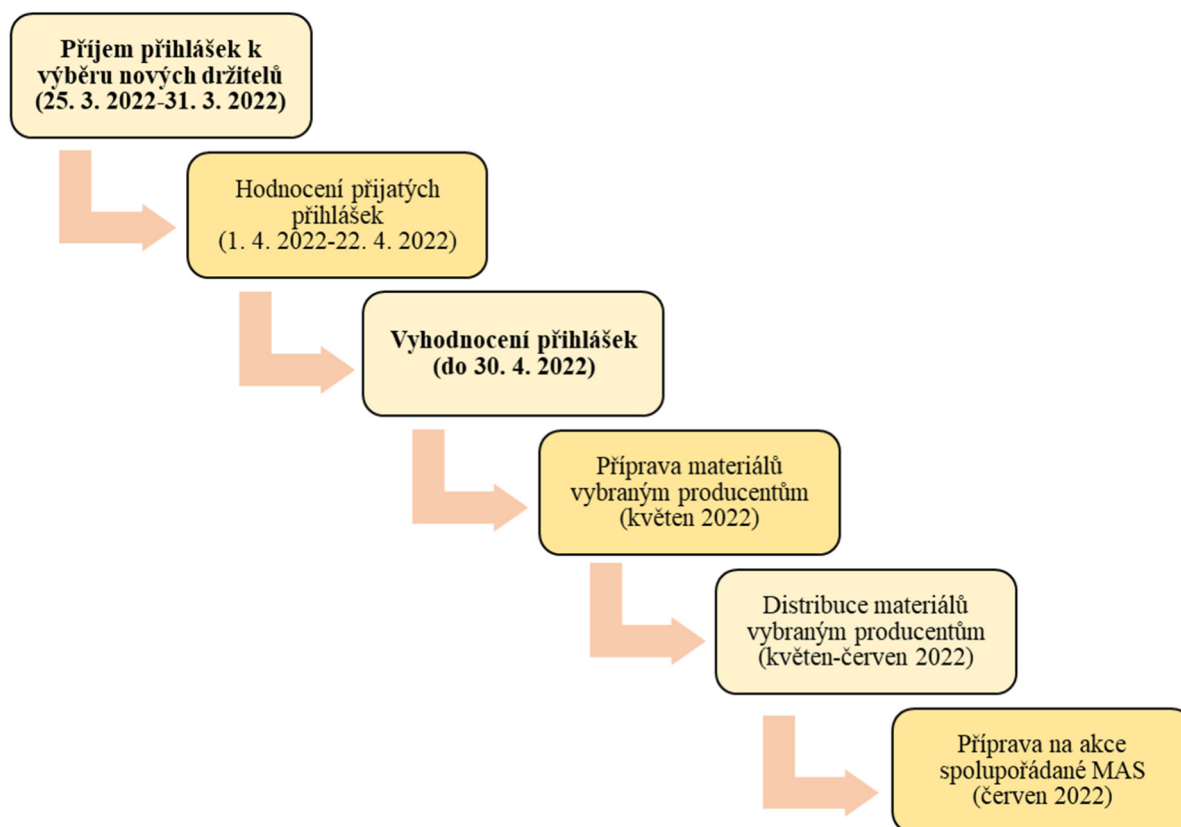 Příjem přihlášek k
výběru nových držitelů
(25. 3. 2022-31. 3. 2022)
Hodnocení přijatých
přihlášek
(1. 4. 2022-22. 4. 2022)
Vyhodnocení přihlášek
(do 30. 4. 2022)
Příprava materiálů
vybraným producentům
(květen 2022)
Distribuce materiálů
vybraným producentům
(květen-červen 2022)
Příprava na akce
spolupořádané MAS
(červen 2022)